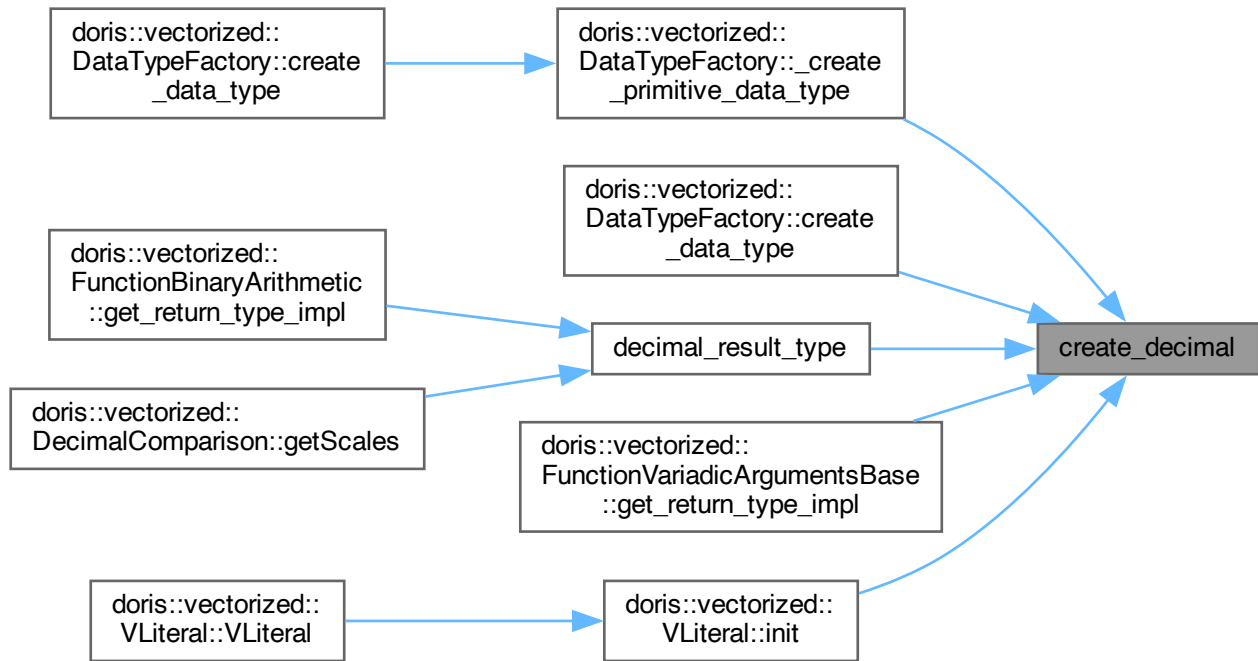 doris::vectorized::
DataTypeFactory::create
_data_type
doris::vectorized::
DataTypeFactory::_create
_primitive_data_type
doris::vectorized::
DataTypeFactory::create
_data_type
doris::vectorized::
FunctionBinaryArithmetic
::get_return_type_impl
decimal_result_type
create_decimal
doris::vectorized::
DecimalComparison::getScales
doris::vectorized::
FunctionVariadicArgumentsBase
::get_return_type_impl
doris::vectorized::
VLiteral::VLiteral
doris::vectorized::
VLiteral::init